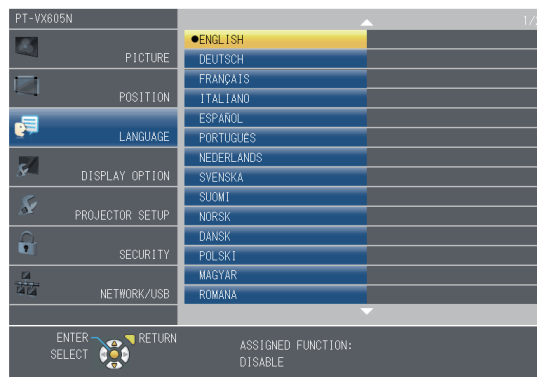 PT-VX605N
1/2
PICTURE
POSITION
LANGUAGE
DISPLAY OPTION
PROJECTOR SETUP
SECURITY
NETWORK/USB
●ENGLISH
DEUTSCH
FRANÇAIS
ITALIANO
ESPAÑOL
PORTUGUÊS
NEDERLANDS
SVENSKA
SUOMI
NORSK
DANSK
POLSKI
MAGYAR
ROMANA
ENTER
SELECT
RETURN
ASSIGNED FUNCTION:
DISABLE